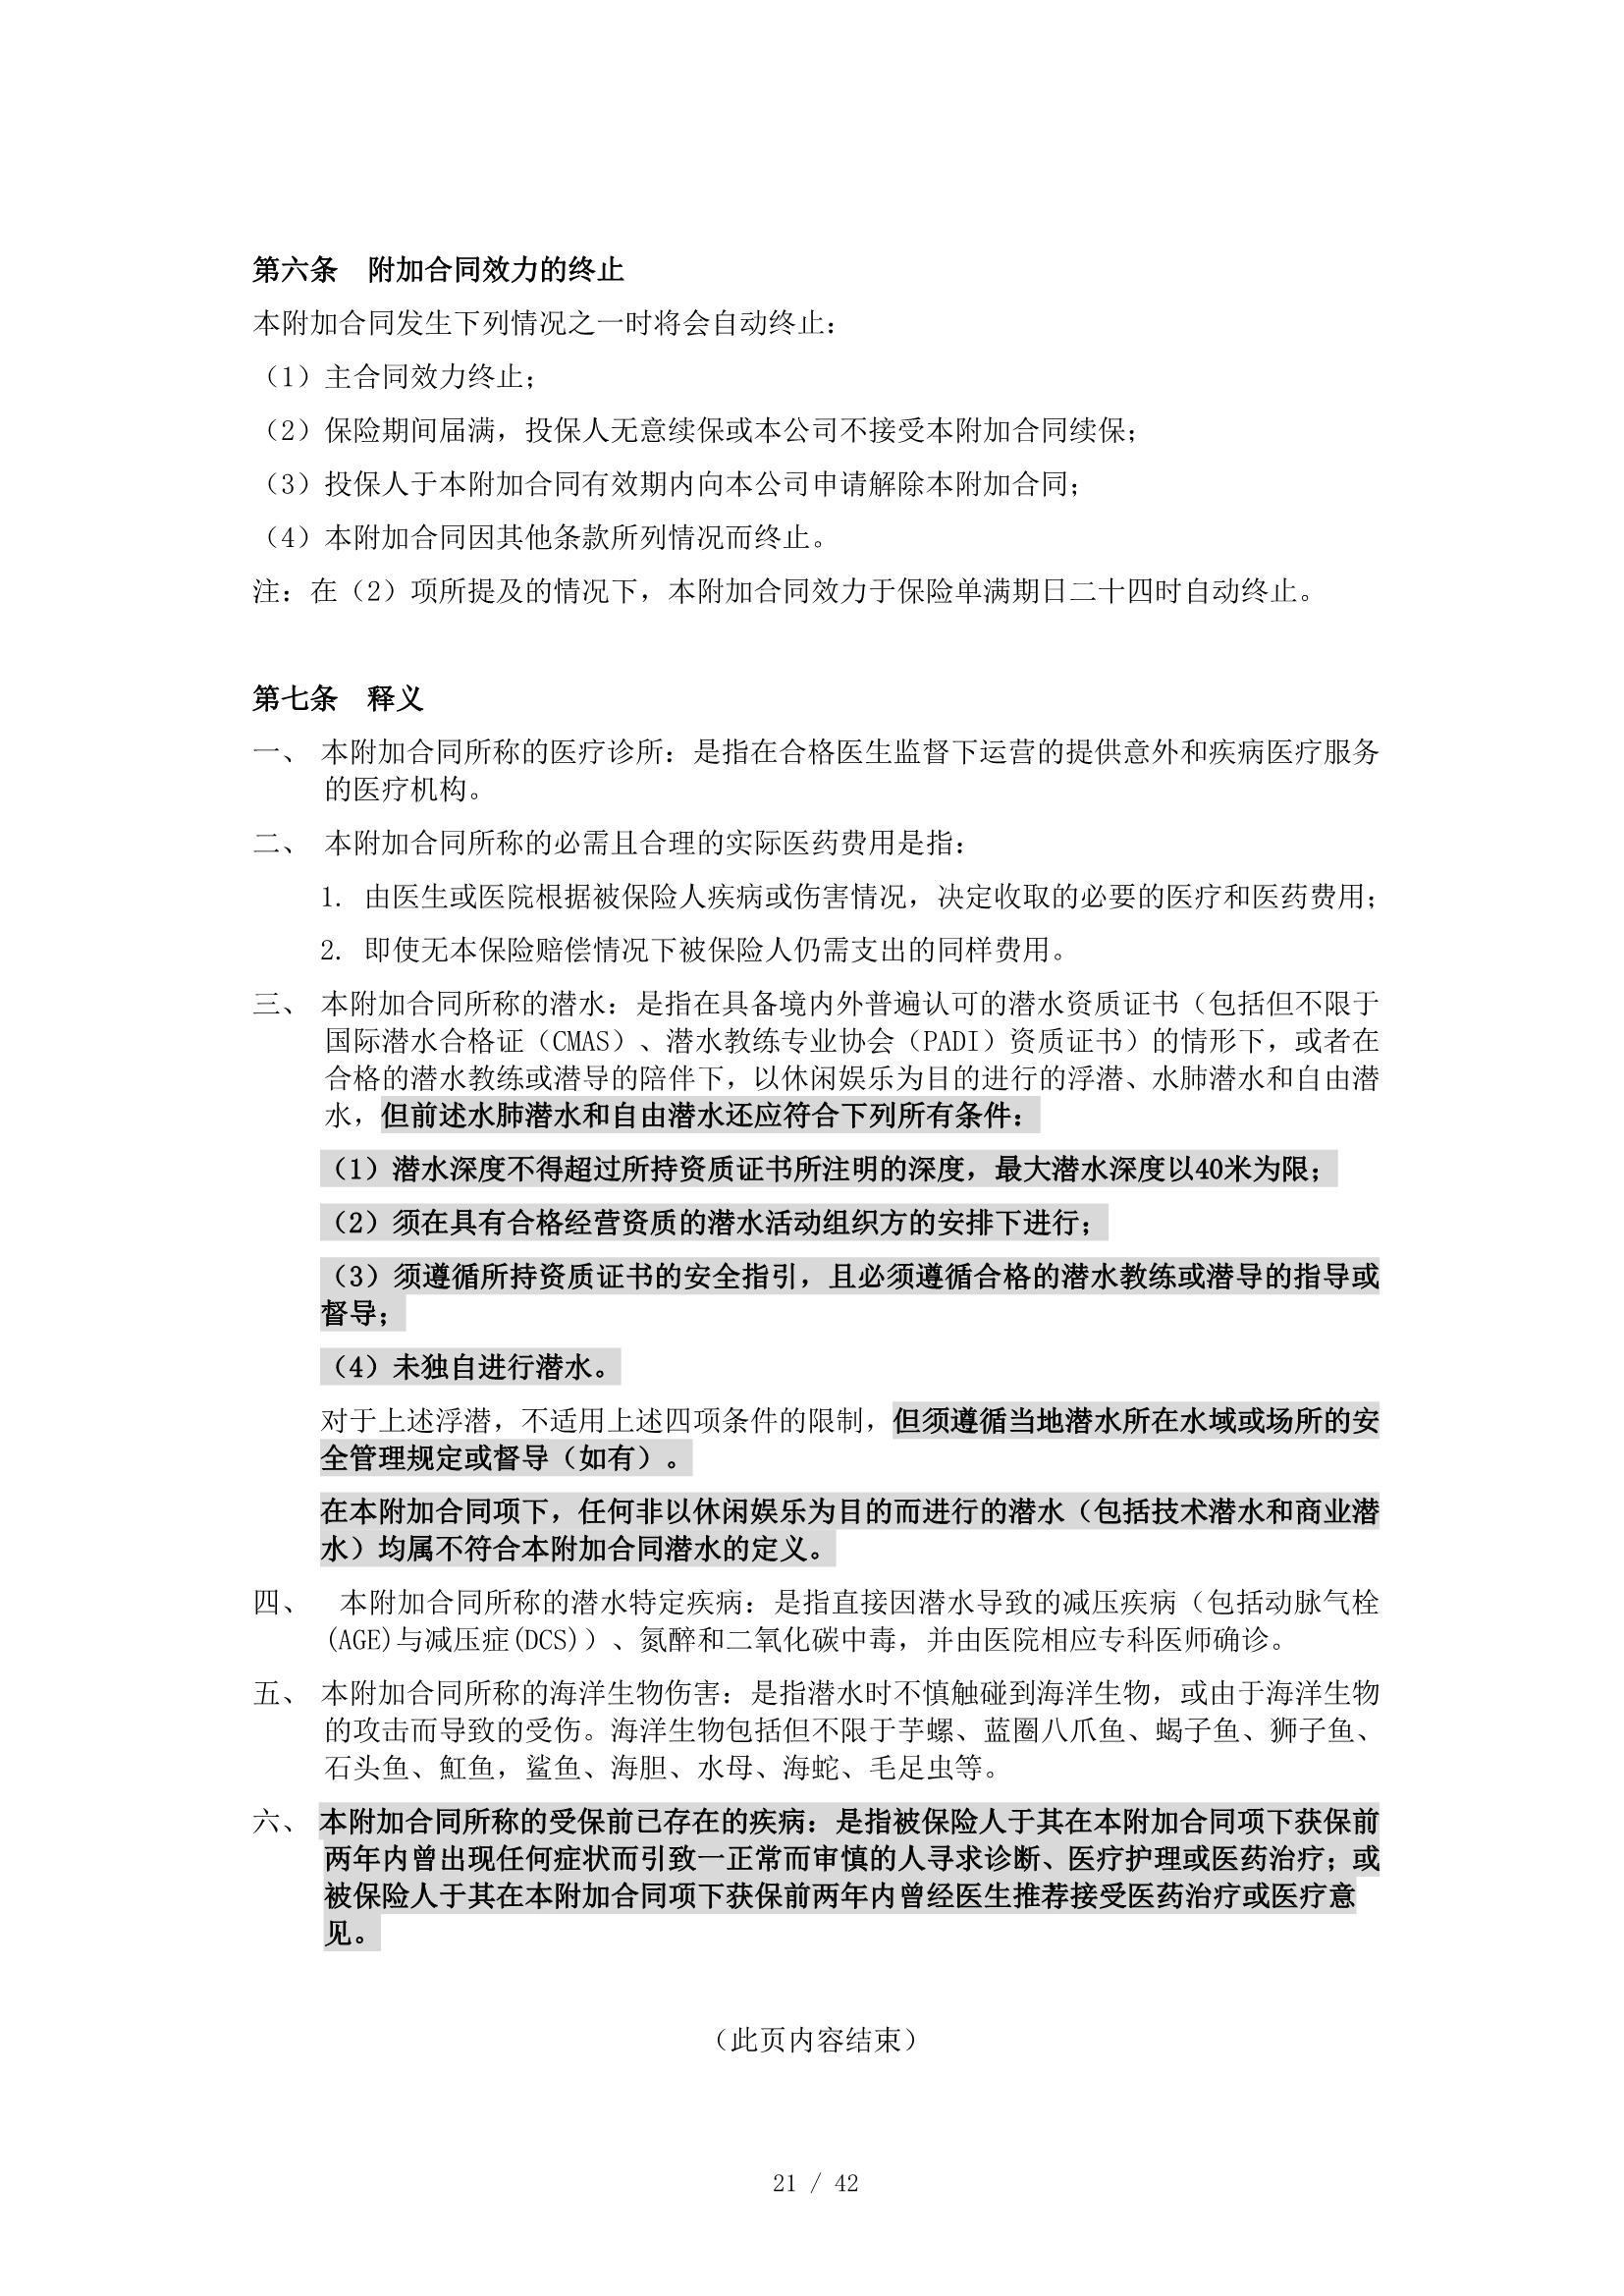 第六条　附加合同效力的终止
本附加合同发生下列情况之一时将会自动终止：
（1）主合同效力终止；
（2）保险期间届满，投保人无意续保或本公司不接受本附加合同续保；
（3）投保人于本附加合同有效期内向本公司申请解除本附加合同；
（4）本附加合同因其他条款所列情况而终止。
注：在（2）项所提及的情况下，本附加合同效力于保险单满期日二十四时自动终止。
第七条　释义
一、 本附加合同所称的医疗诊所：是指在合格医生监督下运营的提供意外和疾病医疗服务
的医疗机构。
二、 本附加合同所称的必需且合理的实际医药费用是指：
1. 由医生或医院根据被保险人疾病或伤害情况，决定收取的必要的医疗和医药费用；
2. 即使无本保险赔偿情况下被保险人仍需支出的同样费用。
三、 本附加合同所称的潜水：是指在具备境内外普遍认可的潜水资质证书（包括但不限于
国际潜水合格证（CMAS）、潜水教练专业协会（PADI）资质证书）的情形下，或者在
合格的潜水教练或潜导的陪伴下，以休闲娱乐为目的进行的浮潜、水肺潜水和自由潜
水，但前述水肺潜水和自由潜水还应符合下列所有条件：
（1）潜水深度不得超过所持资质证书所注明的深度，最大潜水深度以40米为限；
（2）须在具有合格经营资质的潜水活动组织方的安排下进行；
（3）须遵循所持资质证书的安全指引，且必须遵循合格的潜水教练或潜导的指导或
督导；
（4）未独自进行潜水。
对于上述浮潜，不适用上述四项条件的限制，但须遵循当地潜水所在水域或场所的安
全管理规定或督导（如有）。
在本附加合同项下，任何非以休闲娱乐为目的而进行的潜水（包括技术潜水和商业潜
水）均属不符合本附加合同潜水的定义。
四、 本附加合同所称的潜水特定疾病：是指直接因潜水导致的减压疾病（包括动脉气栓
(AGE)与减压症(DCS)）、氮醉和二氧化碳中毒，并由医院相应专科医师确诊。
五、 本附加合同所称的海洋生物伤害：是指潜水时不慎触碰到海洋生物，或由于海洋生物
的攻击而导致的受伤。海洋生物包括但不限于芋螺、蓝圈八爪鱼、蝎子鱼、狮子鱼、
石头鱼、魟鱼，鲨鱼、海胆、水母、海蛇、毛足虫等。
六、 本附加合同所称的受保前已存在的疾病：是指被保险人于其在本附加合同项下获保前
两年内曾出现任何症状而引致一正常而审慎的人寻求诊断、医疗护理或医药治疗；或
被保险人于其在本附加合同项下获保前两年内曾经医生推荐接受医药治疗或医疗意
见。
（此页内容结束）
21 / 42